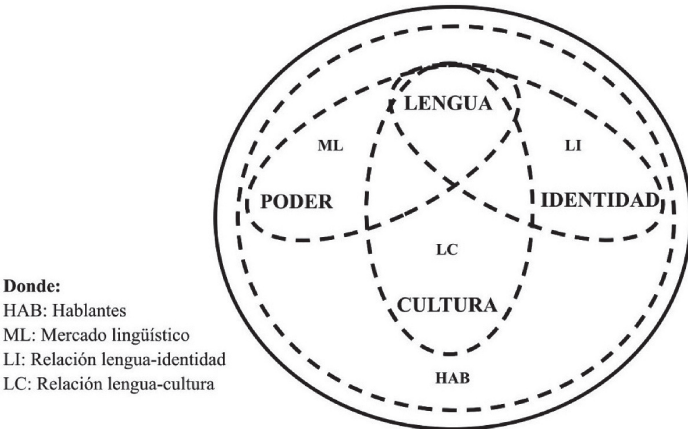 LENGUA
ML
LI
PODER
IDENTIDAD
LC
CULTURA
HAB
Donde:
HAB: Hablantes
ML: Mercado lingüístico
LI: Relación lengua-identidad
LC: Relación lengua-cultura